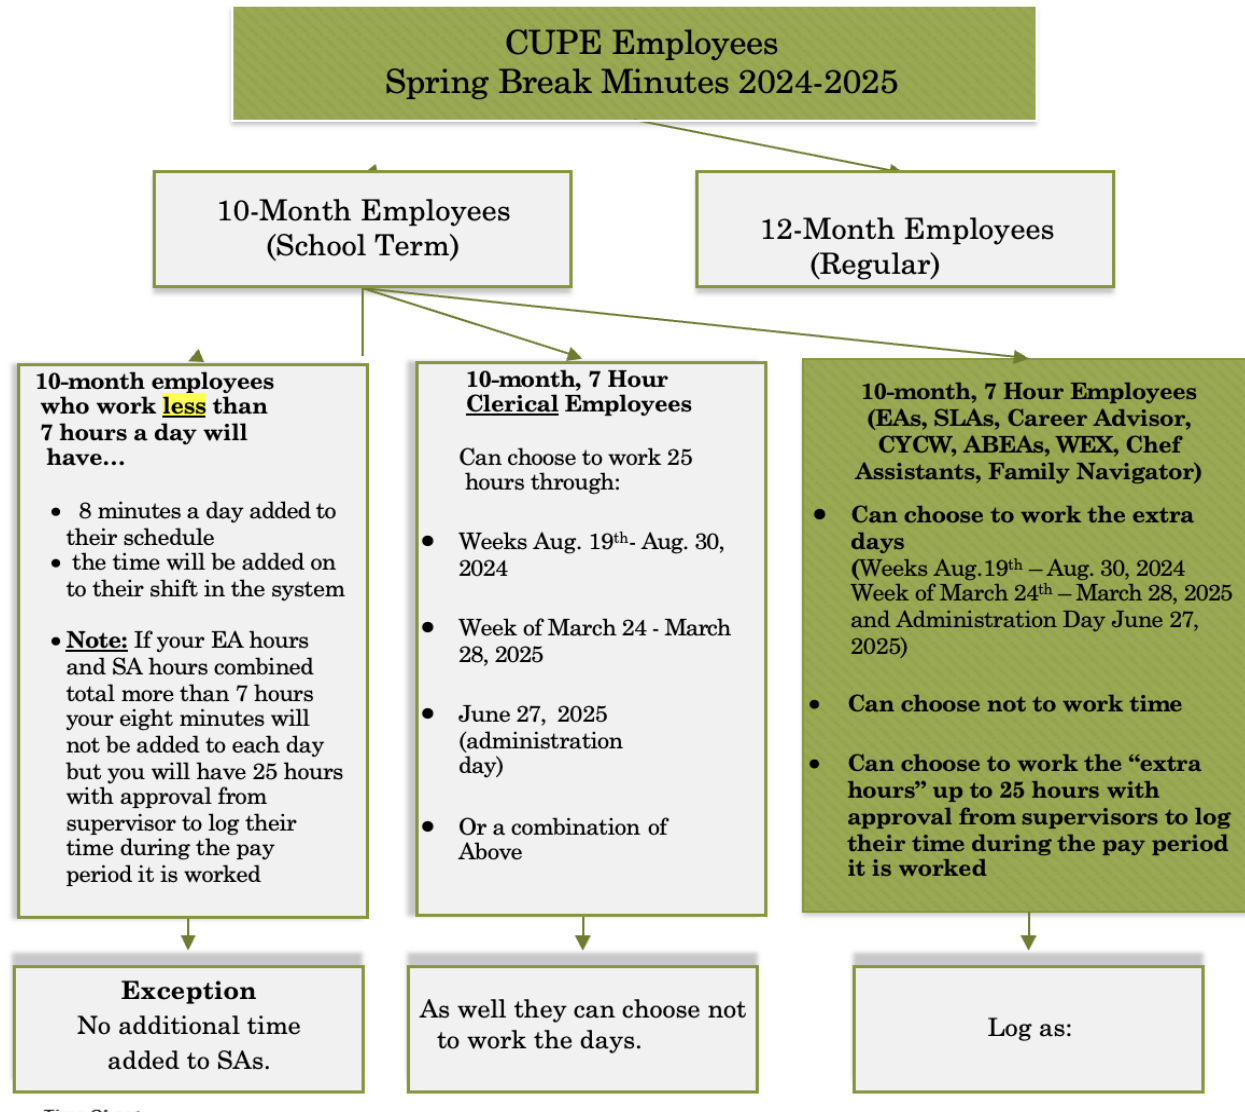 CUPE Employees
Spring Break Minutes 2024-2025
10-Month Employees
(School Term)
12-Month Employees
(Regular)
10-month employees
who work less than
7 hours a day will
have...
• 8 minutes a day added to
their schedule
• the time will be added on
to their shift in the system
• Note: If your EA hours
and SA hours combined
total more than 7 hours
your eight minutes will
not be added to each day
but you will have 25 hours
with approval from
supervisor to log their
time during the pay
period it is worked
10-month, 7 Hour
Clerical Employees
Can choose to work 25
hours through:
• Weeks Aug. 19th- Aug. 30,
2024
• Week of March 24 - March
28, 2025
• June 27, 2025
(administration
day)
• Or a combination of
Above
10-month, 7 Hour Employees
(EAs, SLAs, Career Advisor,
CYCW, ABEAs, WEX, Chef
Assistants, Family Navigator)
• Can choose to work the extra
days
(Weeks Aug.19th – Aug. 30, 2024
Week of March 24th – March 28, 2025
and Administration Day June 27,
2025)
• Can choose not to work time
• Can choose to work the “extra
hours” up to 25 hours with
approval from supervisors to log
their time during the pay period
it is worked
Exception
No additional time
added to SAs.
As well they can choose not
to work the days.
Log as: